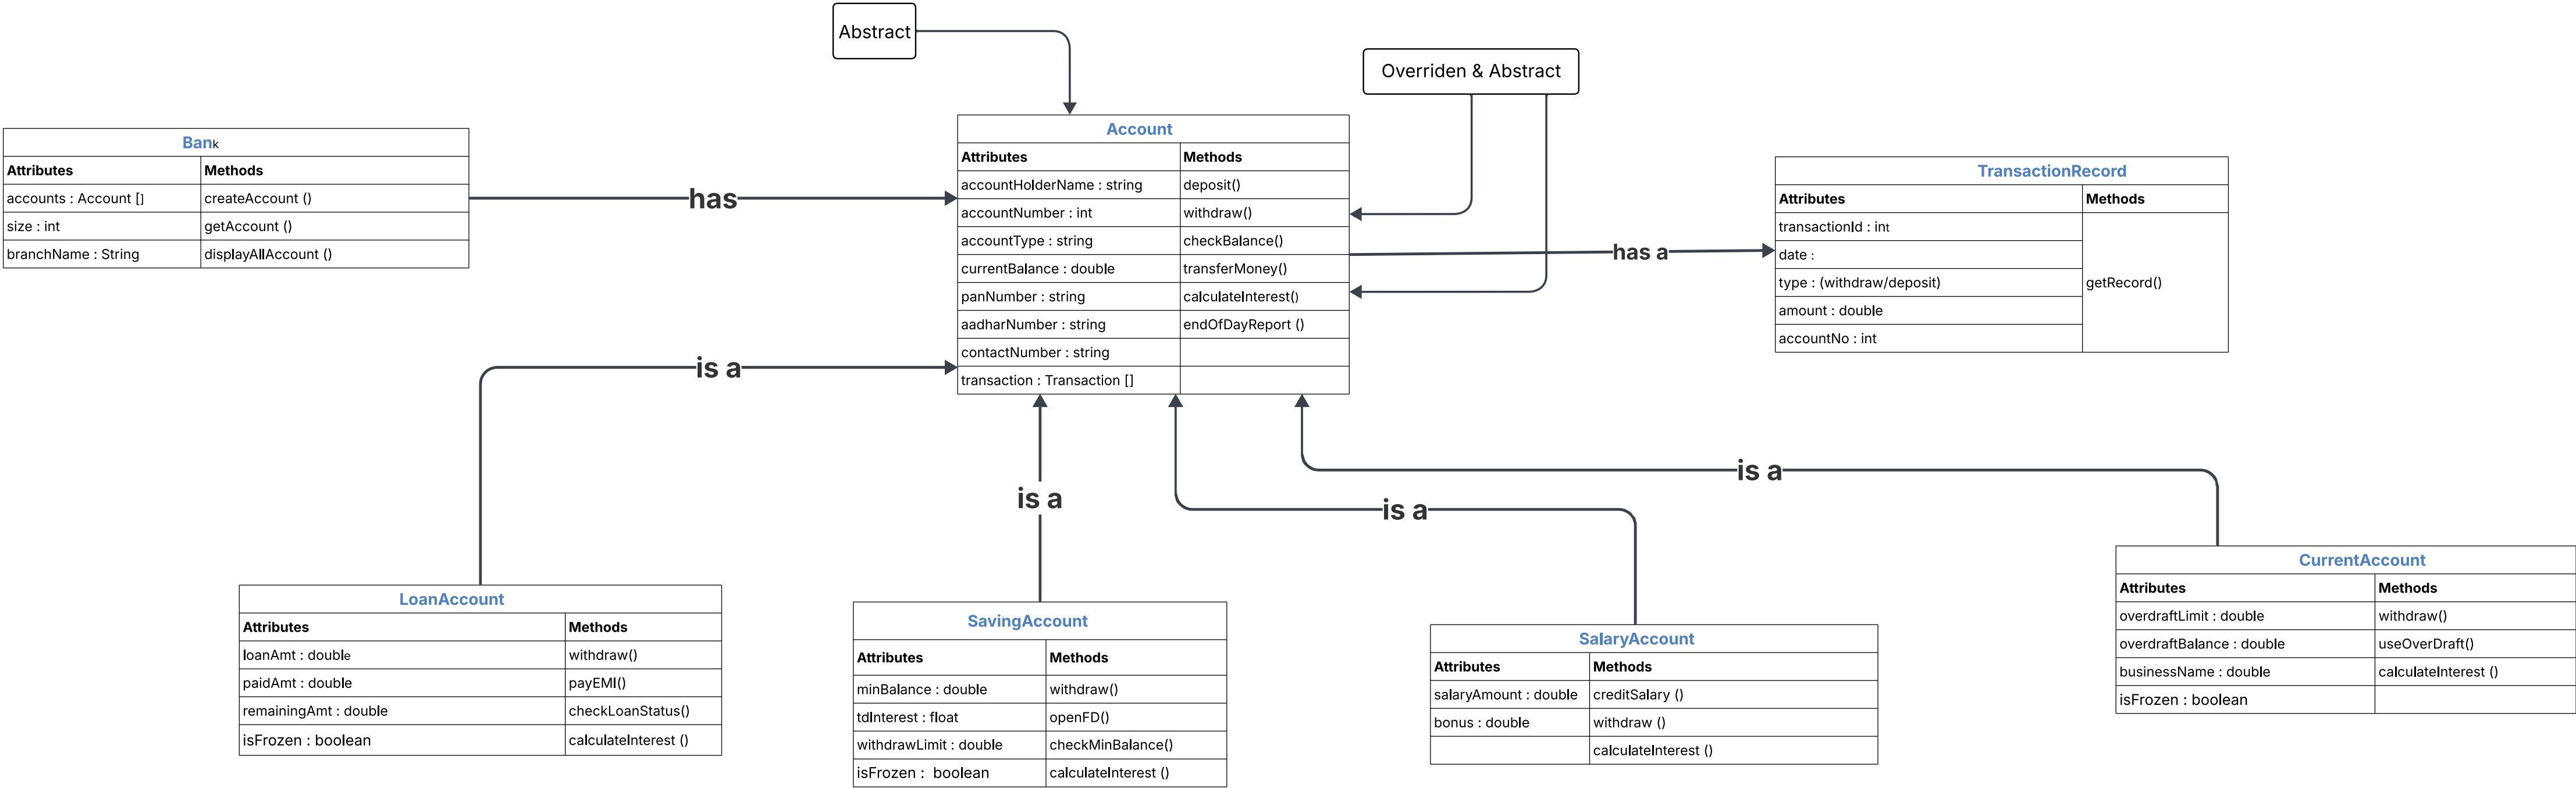 Abstract
Overriden & Abstract
Bank
Attributes Methods
accounts : Account [] createAccount ()
size : int getAccount ()
branchName : String displayAllAccount ()
has
Account
Attributes Methods
accountHolderName : string deposit()
accountNumber : int withdraw()
accountType : string checkBalance()
currentBalance : double transferMoney()
panNumber : string calculateInterest()
aadharNumber : string endOfDayReport ()
contactNumber : string
transaction : Transaction []
has a
TransactionRecord
Attributes Methods
transactionId : int
date :
type : (withdraw/deposit) getRecord()
amount : double
accountNo : int
is a
is a
is a
is a
LoanAccount
Attributes Methods
loanAmt : double withdraw()
paidAmt : double payEMI()
remainingAmt : double checkLoanStatus()
isFrozen : boolean calculateInterest ()
SavingAccount
Attributes Methods
minBalance : double withdraw()
tdInterest : float openFD()
withdrawLimit : double checkMinBalance()
isFrozen : boolean calculateInterest ()
SalaryAccount
Attributes Methods
salaryAmount : double creditSalary ()
bonus : double withdraw ()
calculateInterest ()
CurrentAccount
Attributes Methods
overdraftLimit : double withdraw()
overdraftBalance : double useOverDraft()
businessName : double calculateInterest ()
isFrozen : boolean